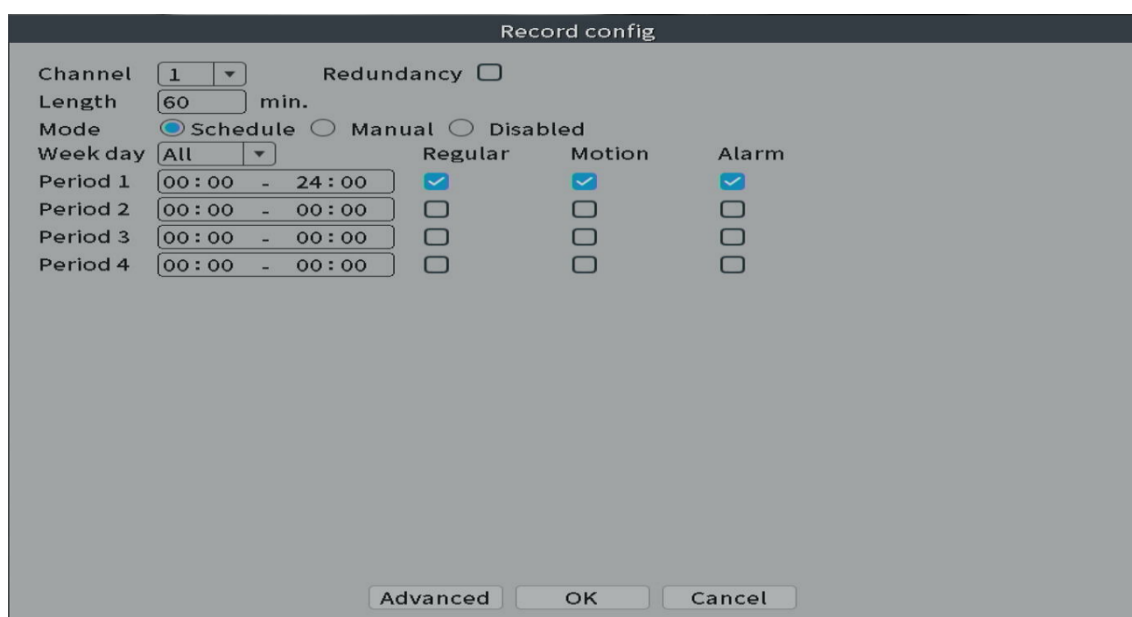 Record config
Channel 1 Redundancy
Length 60 min.
Mode Schedule Manual Disabled
Week day All Regular Motion Alarm
Period 1 00:00 - 24:00
Period 2 00:00 - 00:00
Period 3 00:00 - 00:00
Period 4 00:00 - 00:00
Advanced OK Cancel